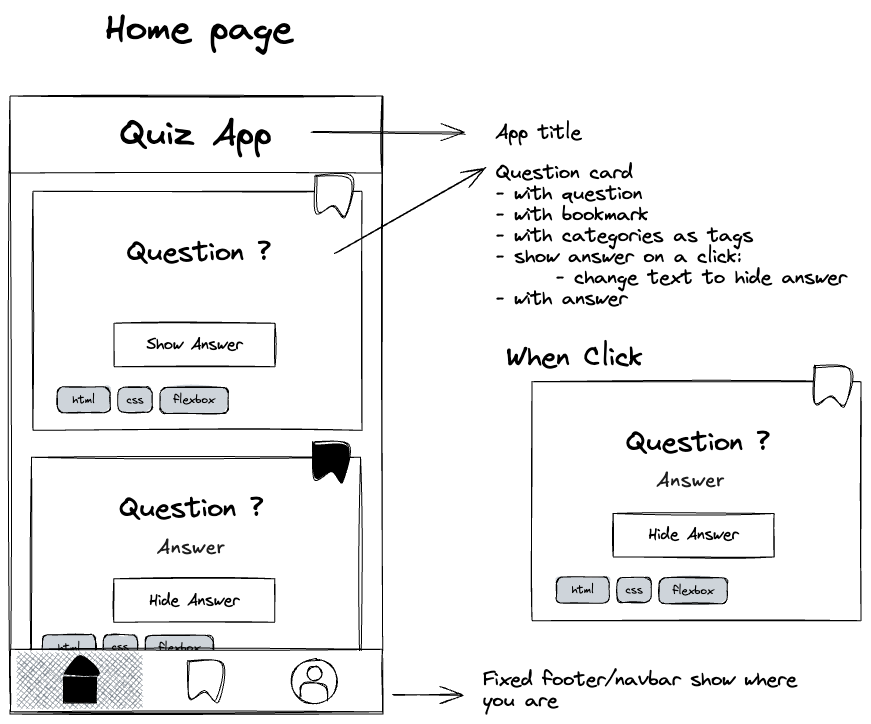 Home page
Quiz App
App title
Question card
- with question
- with bookmark
- with categories as tags
- show answer on a click:
- change text to hide answer
- with answer
Question ?
Show Answer
html css flexbox
When Click
Question ?
Answer
Hide Answer
html css flexbox
Question ?
Answer
Hide Answer
html css flexbox
Fixed footer/navbar show where
you are